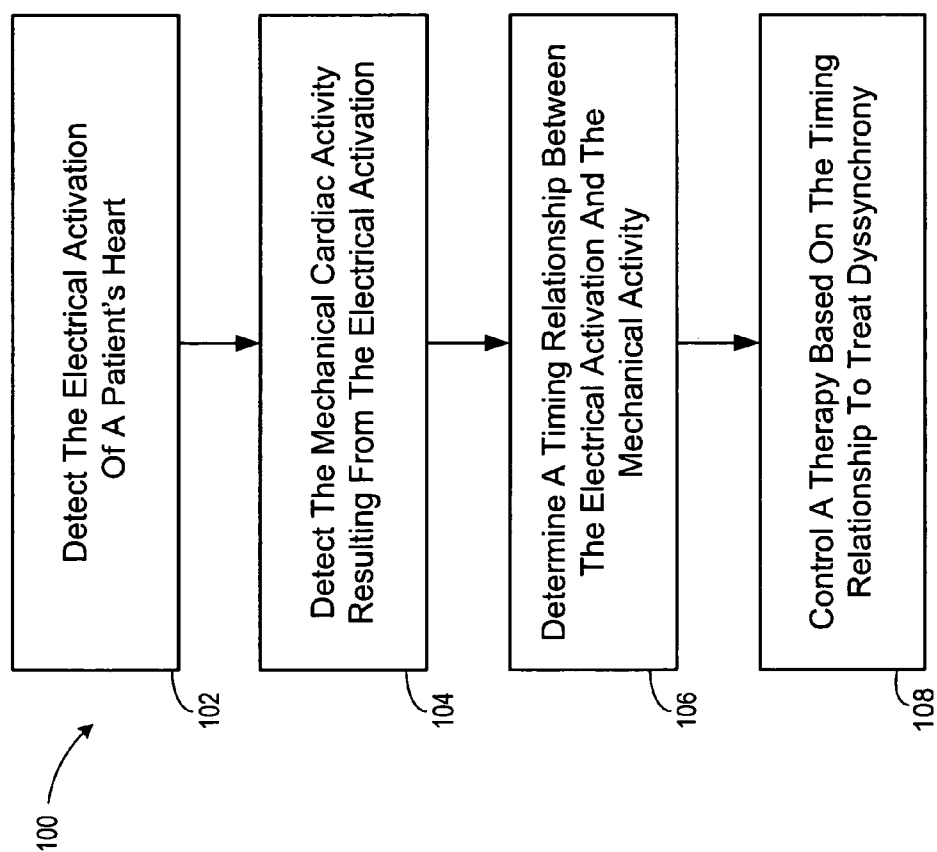 100
Detect The Electrical Activation
Of A Patient's Heart
102
Detect The Mechanical Cardiac Activity
Resulting From The Electrical Activation
104
Determine A Timing Relationship Between
The Electrical Activation And The
Mechanical Activity
106
Control A Therapy Based On The Timing
Relationship To Treat Dyssynchrony
108